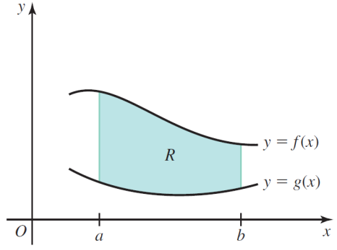 y
R
y = f(x)
y = g(x)
O
a
b
x